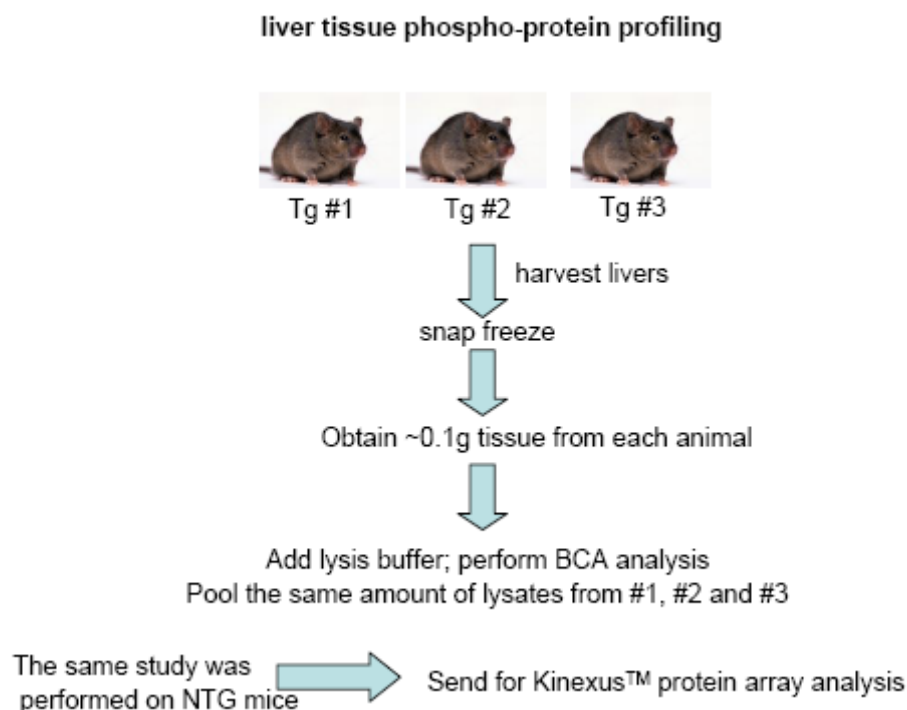 liver tissue phospho-protein profiling
Tg #1
Tg #2
Tg #3
harvest livers
snap freeze
Obtain ~0.1g tissue from each animal
Add lysis buffer; perform BCA analysis
Pool the same amount of lysates from #1, #2 and #3
The same study was
performed on NTG mice
Send for Kinexus™ protein array analysis